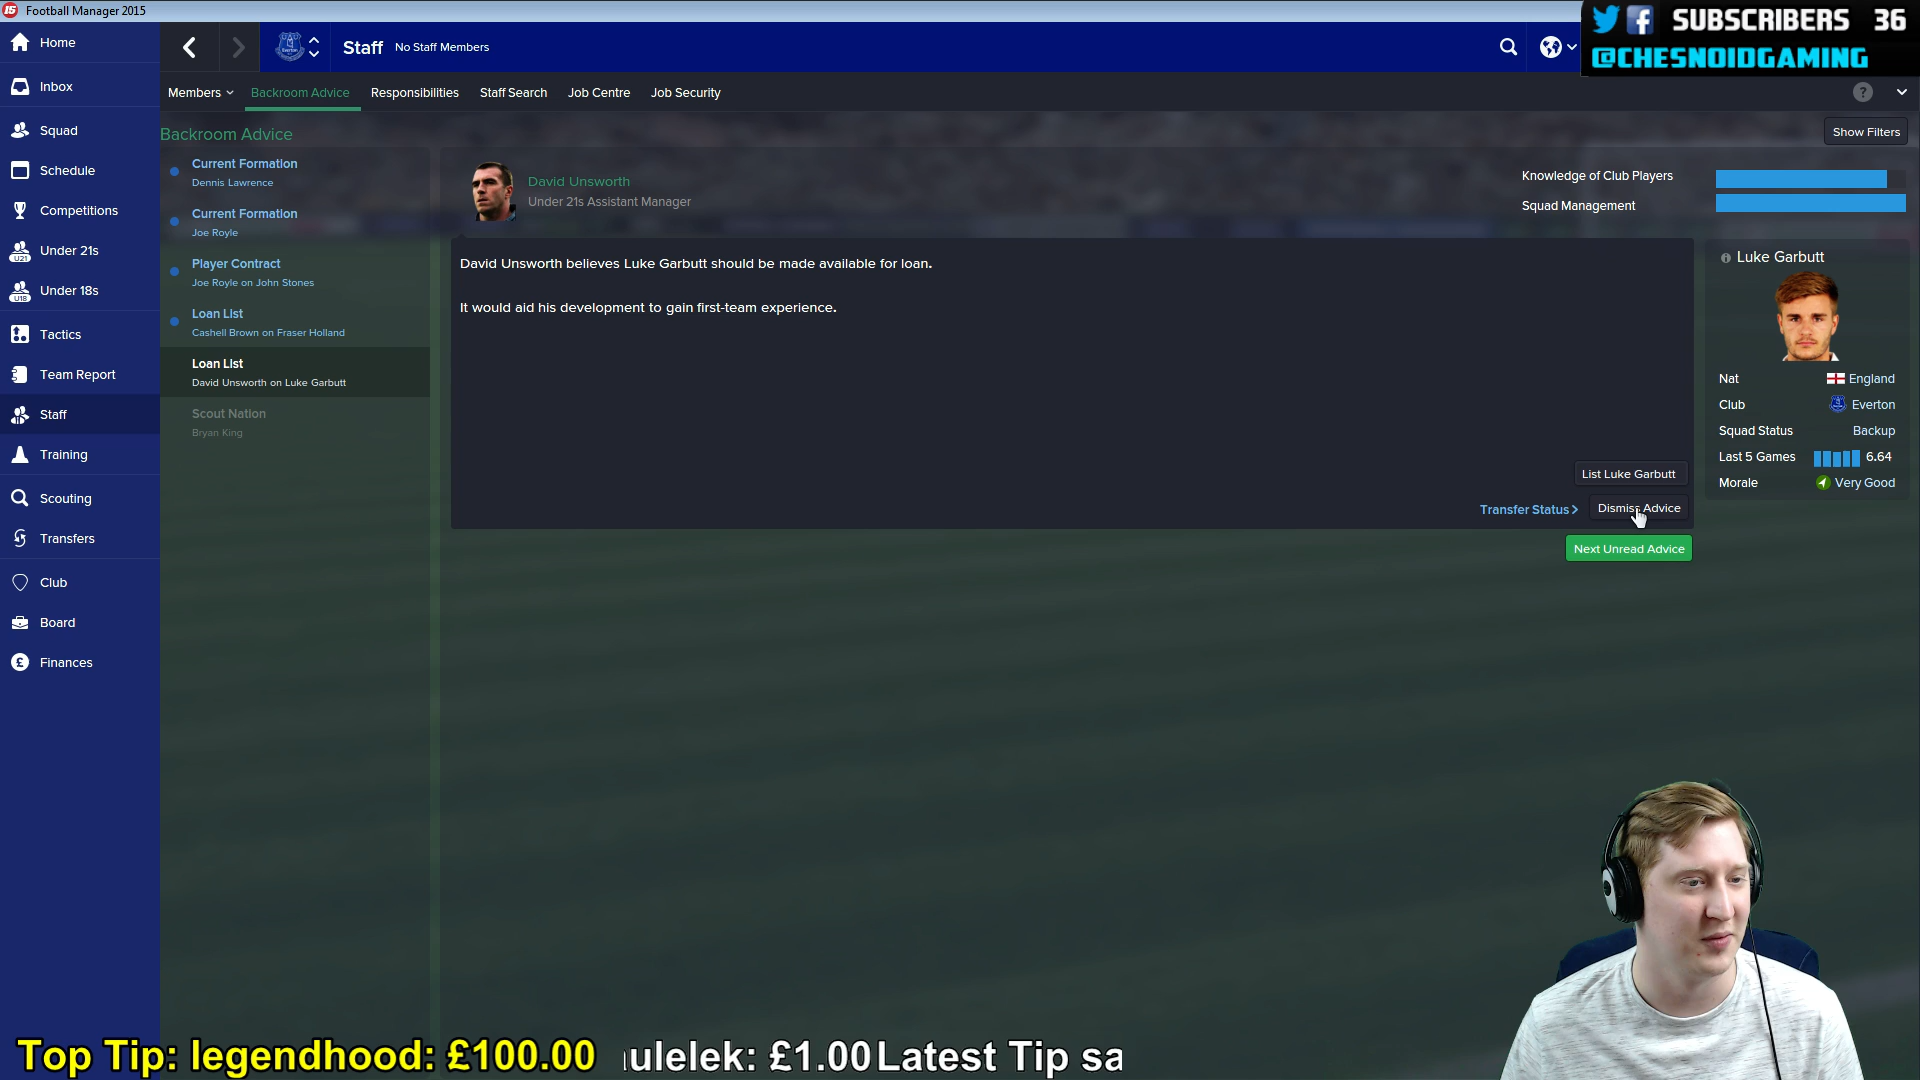 Football Manager 2015
SUBSCRIBERS 36
@CHESNOIDGAMING
Home
Inbox
Squad
Schedule
Competitions
Under 21s
Under 18s
Tactics
Team Report
Staff
Training
Scouting
Transfers
Club
Board
Finances
Staff No Staff Members
Members Backroom Advice Responsibilities Staff Search Job Centre Job Security
Backroom Advice
Show Filters
Current Formation
Dennis Lawrence
Current Formation
Joe Royle
Player Contract
Joe Royle on John Stones
Loan List
Cashell Brown on Fraser Holland
Loan List
David Unsworth on Luke Garbutt
Scout Nation
Bryan King
David Unsworth
Under 21s Assistant Manager
Knowledge of Club Players
Squad Management
David Unsworth believes Luke Garbutt should be made available for loan.
It would aid his development to gain first-team experience.
List Luke Garbutt
Transfer Status > Dismiss Advice
Next Unread Advice
Luke Garbutt
Nat England
Club Everton
Squad Status Backup
Last 5 Games 6.64
Morale Very Good
Top Tip: legendhood: £100.00 ulelek: £1.00 Latest Tip sa